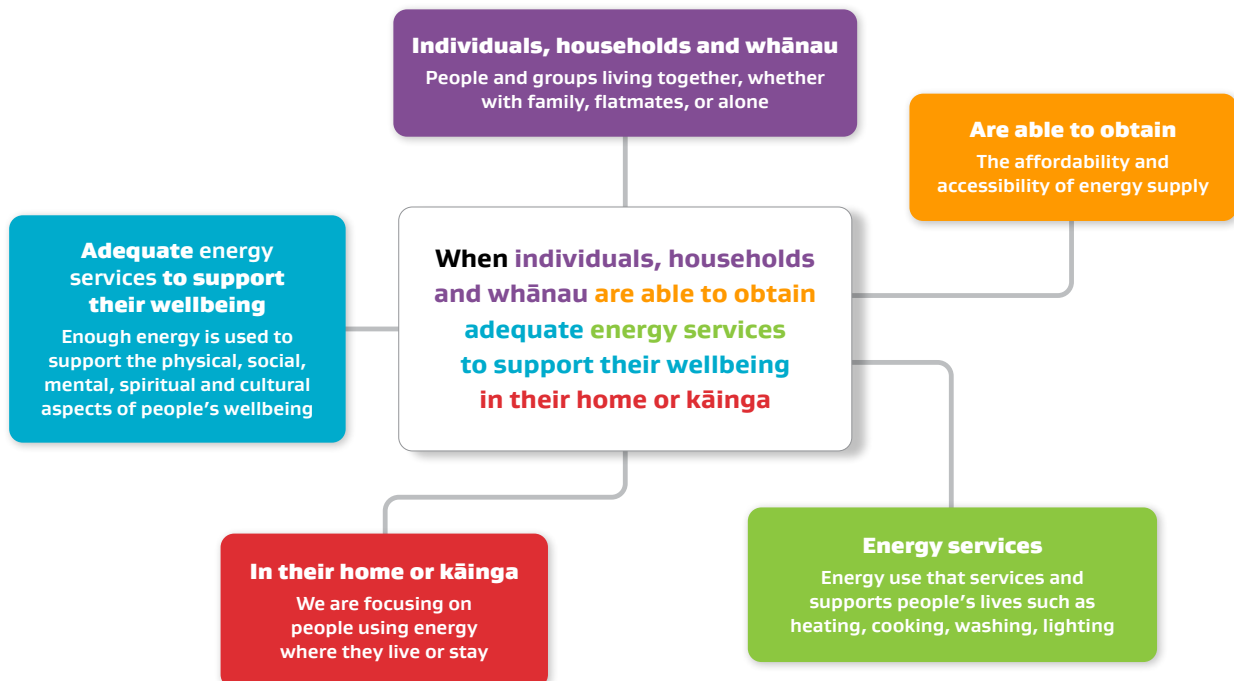 Individuals, households and whānau
People and groups living together, whether
with family, flatmates, or alone
Are able to obtain
The affordability and
accessibility of energy supply
Adequate energy
services to support
their wellbeing
Enough energy is used to
support the physical, social,
mental, spiritual and cultural
aspects of people’s wellbeing
When individuals, households
and whānau are able to obtain
adequate energy services
to support their wellbeing
in their home or kāinga
In their home or kāinga
We are focusing on
people using energy
where they live or stay
Energy services
Energy use that services and
supports people’s lives such as
heating, cooking, washing, lighting